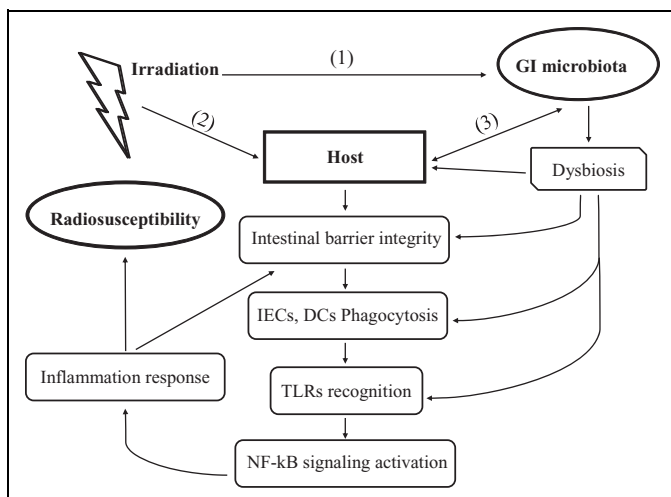 Irradiation
(1)
GI microbiota
(2)
(3)
Host
Dysbiosis
Radiosusceptibility
Intestinal barrier integrity
IECs, DCs Phagocytosis
Inflammation response
TLRs recognition
NF-kB signaling activation